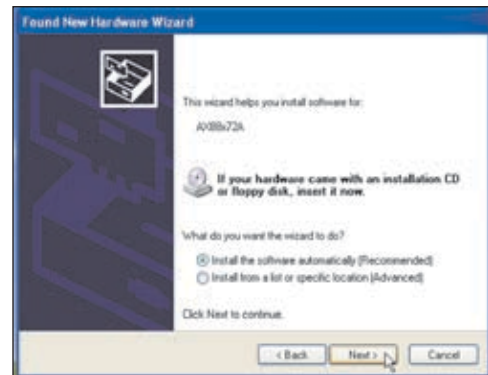 Found New Hardware Wizard
This wizard helps you install software for:
AX88x72A
If your hardware came with an installation CD
or floppy disk, insert it now.
What do you want the wizard to do?
Install the software automatically (Recommended)
Install from a list or specific location (Advanced)
Click Next to continue.
< Back
Next >
Cancel